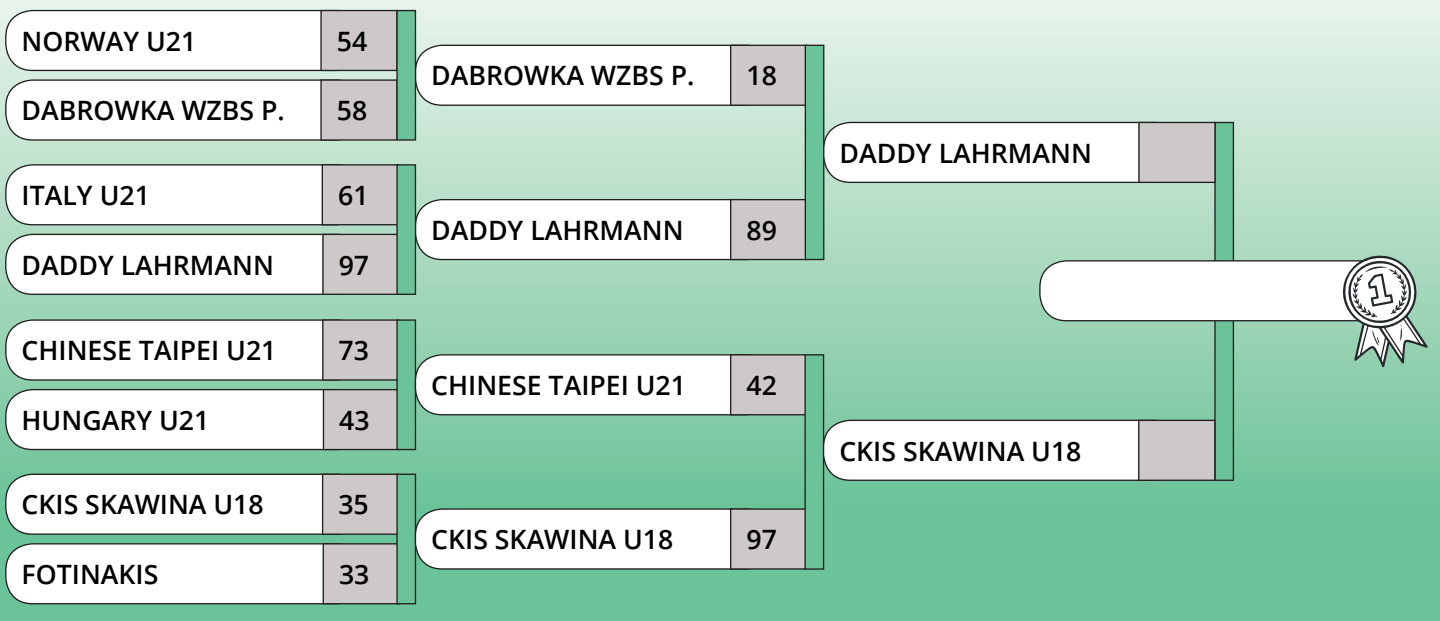 NORWAY U21 54
DABROWKA WZBS P. 58
ITALY U21 61
DADDY LAHRMANN 97
CHINESE TAIPEI U21 73
HUNGARY U21 43
CKIS SKAWINA U18 35
FOTINAKIS 33
DABROWKA WZBS P. 18
DADDY LAHRMANN 89
CHINESE TAIPEI U21 42
CKIS SKAWINA U18 97
DADDY LAHRMANN
CKIS SKAWINA U18
1